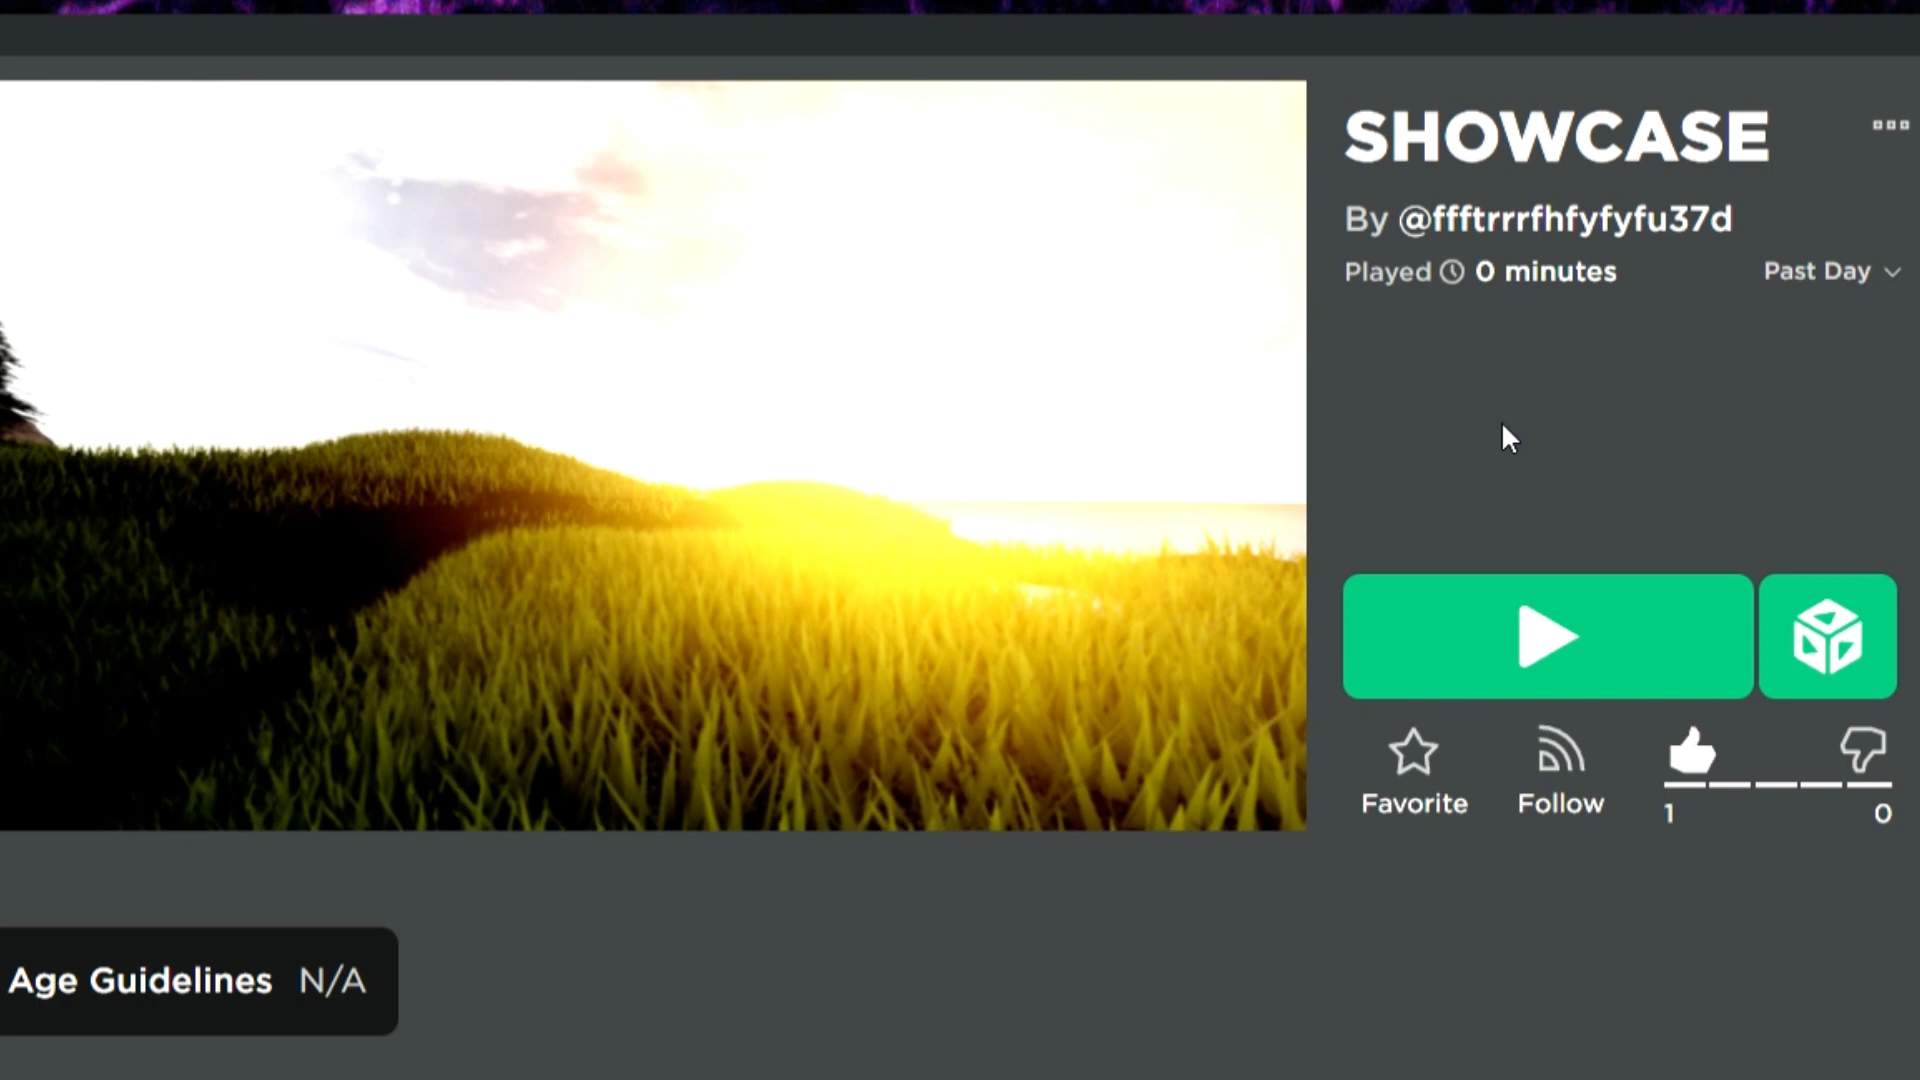 SHOWCASE
By @ffftrrrfhfyfyfu37d
Played 0 minutes Past Day
Favorite Follow 1 0
Age Guidelines N/A